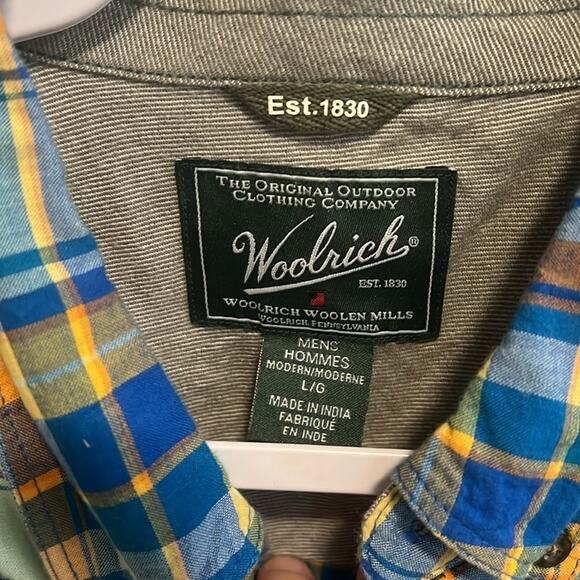 Est.1830
THE ORIGINAL OUTDOOR
CLOTHING COMPANY
Woolrich®
EST. 1830
WOOLRICH WOOLEN MILLS
WOOLRICH, PENNSYLVANIA
MENS
HOMMES
MODERN/MODERNE
L/G
MADE IN INDIA
FABRIQUÉ
EN INDE